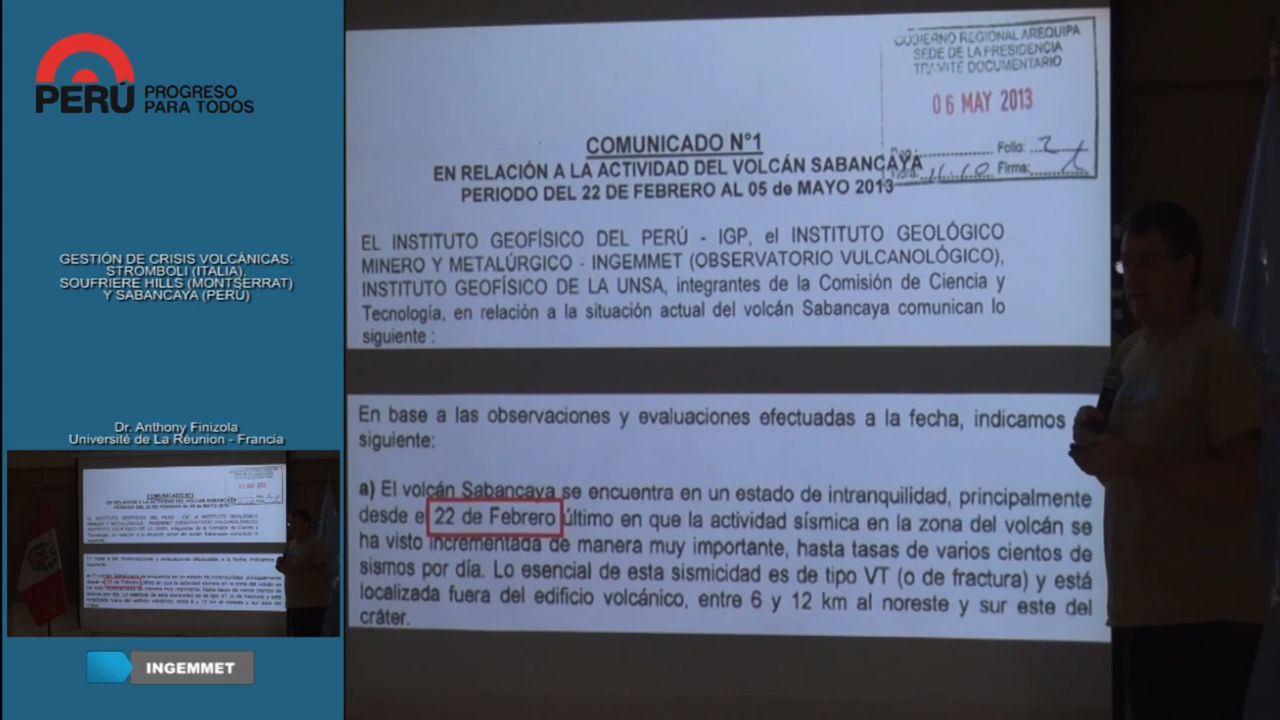 PERÚ PROGRESO
PARA TODOS
GESTIÓN DE CRISIS VOLCÁNICAS:
STROMBOLI (ITALIA),
SOUFRIERE HILLS (MONTSERRAT)
Y SABANCAYA (PERÚ)
Dr. Anthony Finizola
Université de La Réunion - Francia
INGEMMET
GOBIERNO REGIONAL AREQUIPA
SEDE DE LA PRESIDENCIA
TRAMITE DOCUMENTARIO
06 MAY 2013
Folio: 2
Firma:
COMUNICADO N°1
EN RELACIÓN A LA ACTIVIDAD DEL VOLCÁN SABANCAYA
PERIODO DEL 22 DE FEBRERO AL 05 de MAYO 2013
EL INSTITUTO GEOFÍSICO DEL PERÚ - IGP, el INSTITUTO GEOLÓGICO
MINERO Y METALÚRGICO - INGEMMET (OBSERVATORIO VULCANOLÓGICO),
INSTITUTO GEOFÍSICO DE LA UNSA, integrantes de la Comisión de Ciencia y
Tecnología, en relación a la situación actual del volcán Sabancaya comunican lo
siguiente :
En base a las observaciones y evaluaciones efectuadas a la fecha, indicamos
siguiente:
a) El volcán Sabancaya se encuentra en un estado de intranquilidad, principalmente
desde e 22 de Febrero último en que la actividad sísmica en la zona del volcán se
ha visto incrementada de manera muy importante, hasta tasas de varios cientos de
sismos por día. Lo esencial de esta sismicidad es de tipo VT (o de fractura) y está
localizada fuera del edificio volcánico, entre 6 y 12 km al noreste y sur este del
cráter.